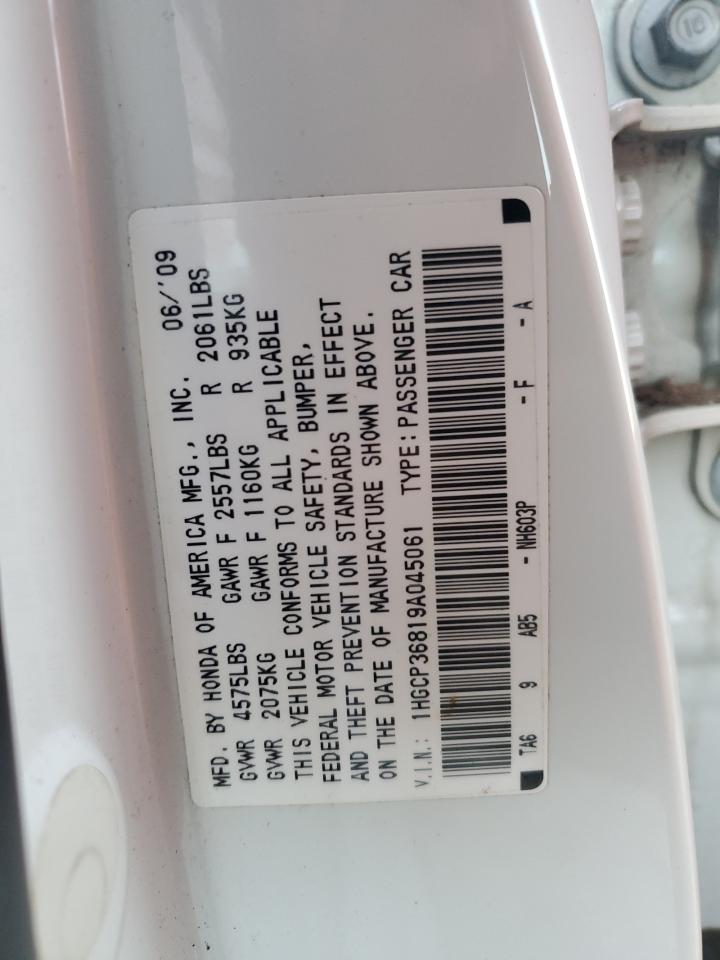 MFD. BY HONDA OF AMERICA MFG., INC. 06/'09
GVWR 4575LBS GAWR F 2557LBS R 2061LBS
GVWR 2075KG GAWR F 1160KG R 935KG
THIS VEHICLE CONFORMS TO ALL APPLICABLE
FEDERAL MOTOR VEHICLE SAFETY, BUMPER,
AND THEFT PREVENTION STANDARDS IN EFFECT
ON THE DATE OF MANUFACTURE SHOWN ABOVE.
V.I.N.: 1HGCP36819A045061 TYPE:PASSENGER CAR
TA6 9 AB5 - NH603P - F - A
10